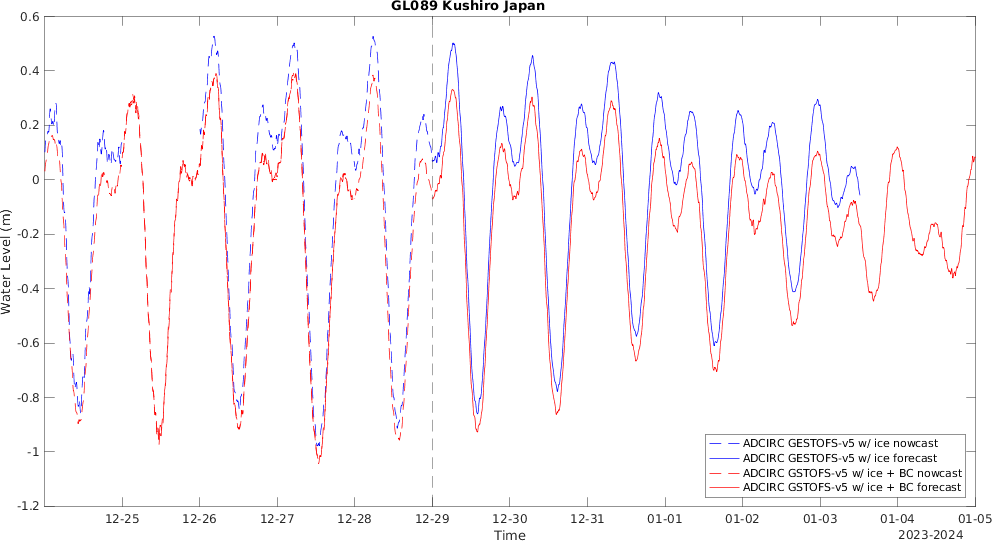 GL089 Kushiro Japan
0.6
0.4
0.2
0
-0.2
-0.4
-0.6
-0.8
-1
-1.2
Water Level (m)
12-25 12-26 12-27 12-28 12-29 12-30 12-31 01-01 01-02 01-03 01-04 01-05
Time
2023-2024
ADCIRC GESTOFS-v5 w/ ice nowcast
ADCIRC GESTOFS-v5 w/ ice forecast
ADCIRC GSTOFS-v5 w/ ice + BC nowcast
ADCIRC GSTOFS-v5 w/ ice + BC forecast